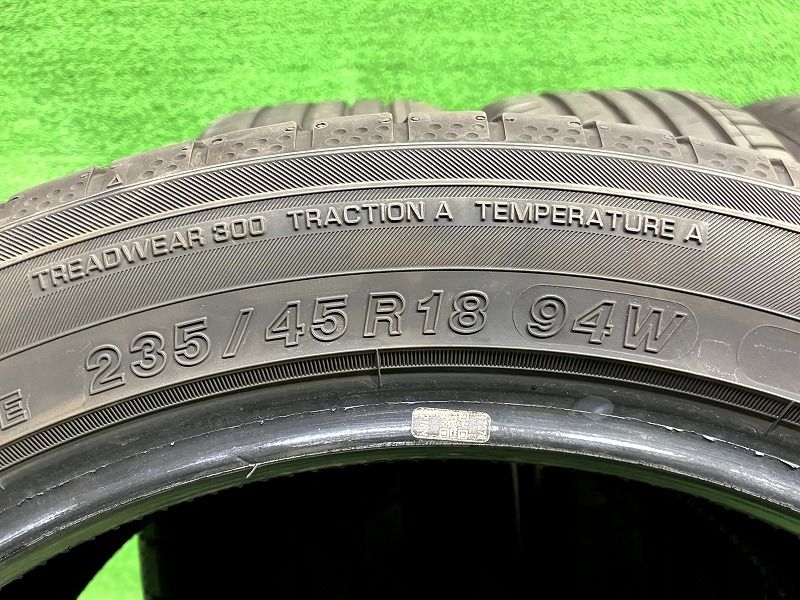 TREADWEAR 300 TRACTION A TEMPERATURE A
E 235/45R18 94W